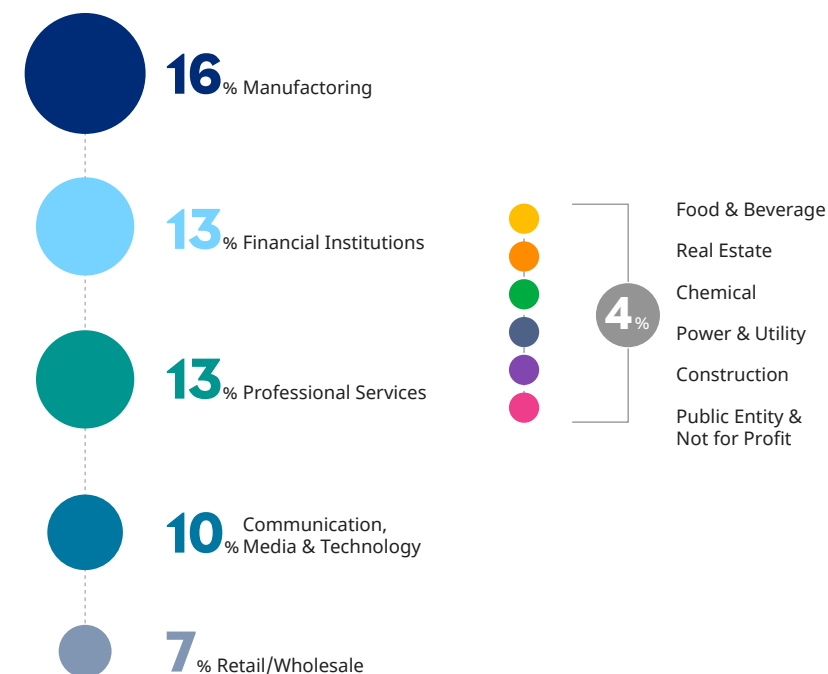 16% Manufactoring
13% Financial Institutions
13% Professional Services
10% Communication,
Media & Technology
7% Retail/Wholesale
4%
Food & Beverage
Real Estate
Chemical
Power & Utility
Construction
Public Entity &
Not for Profit